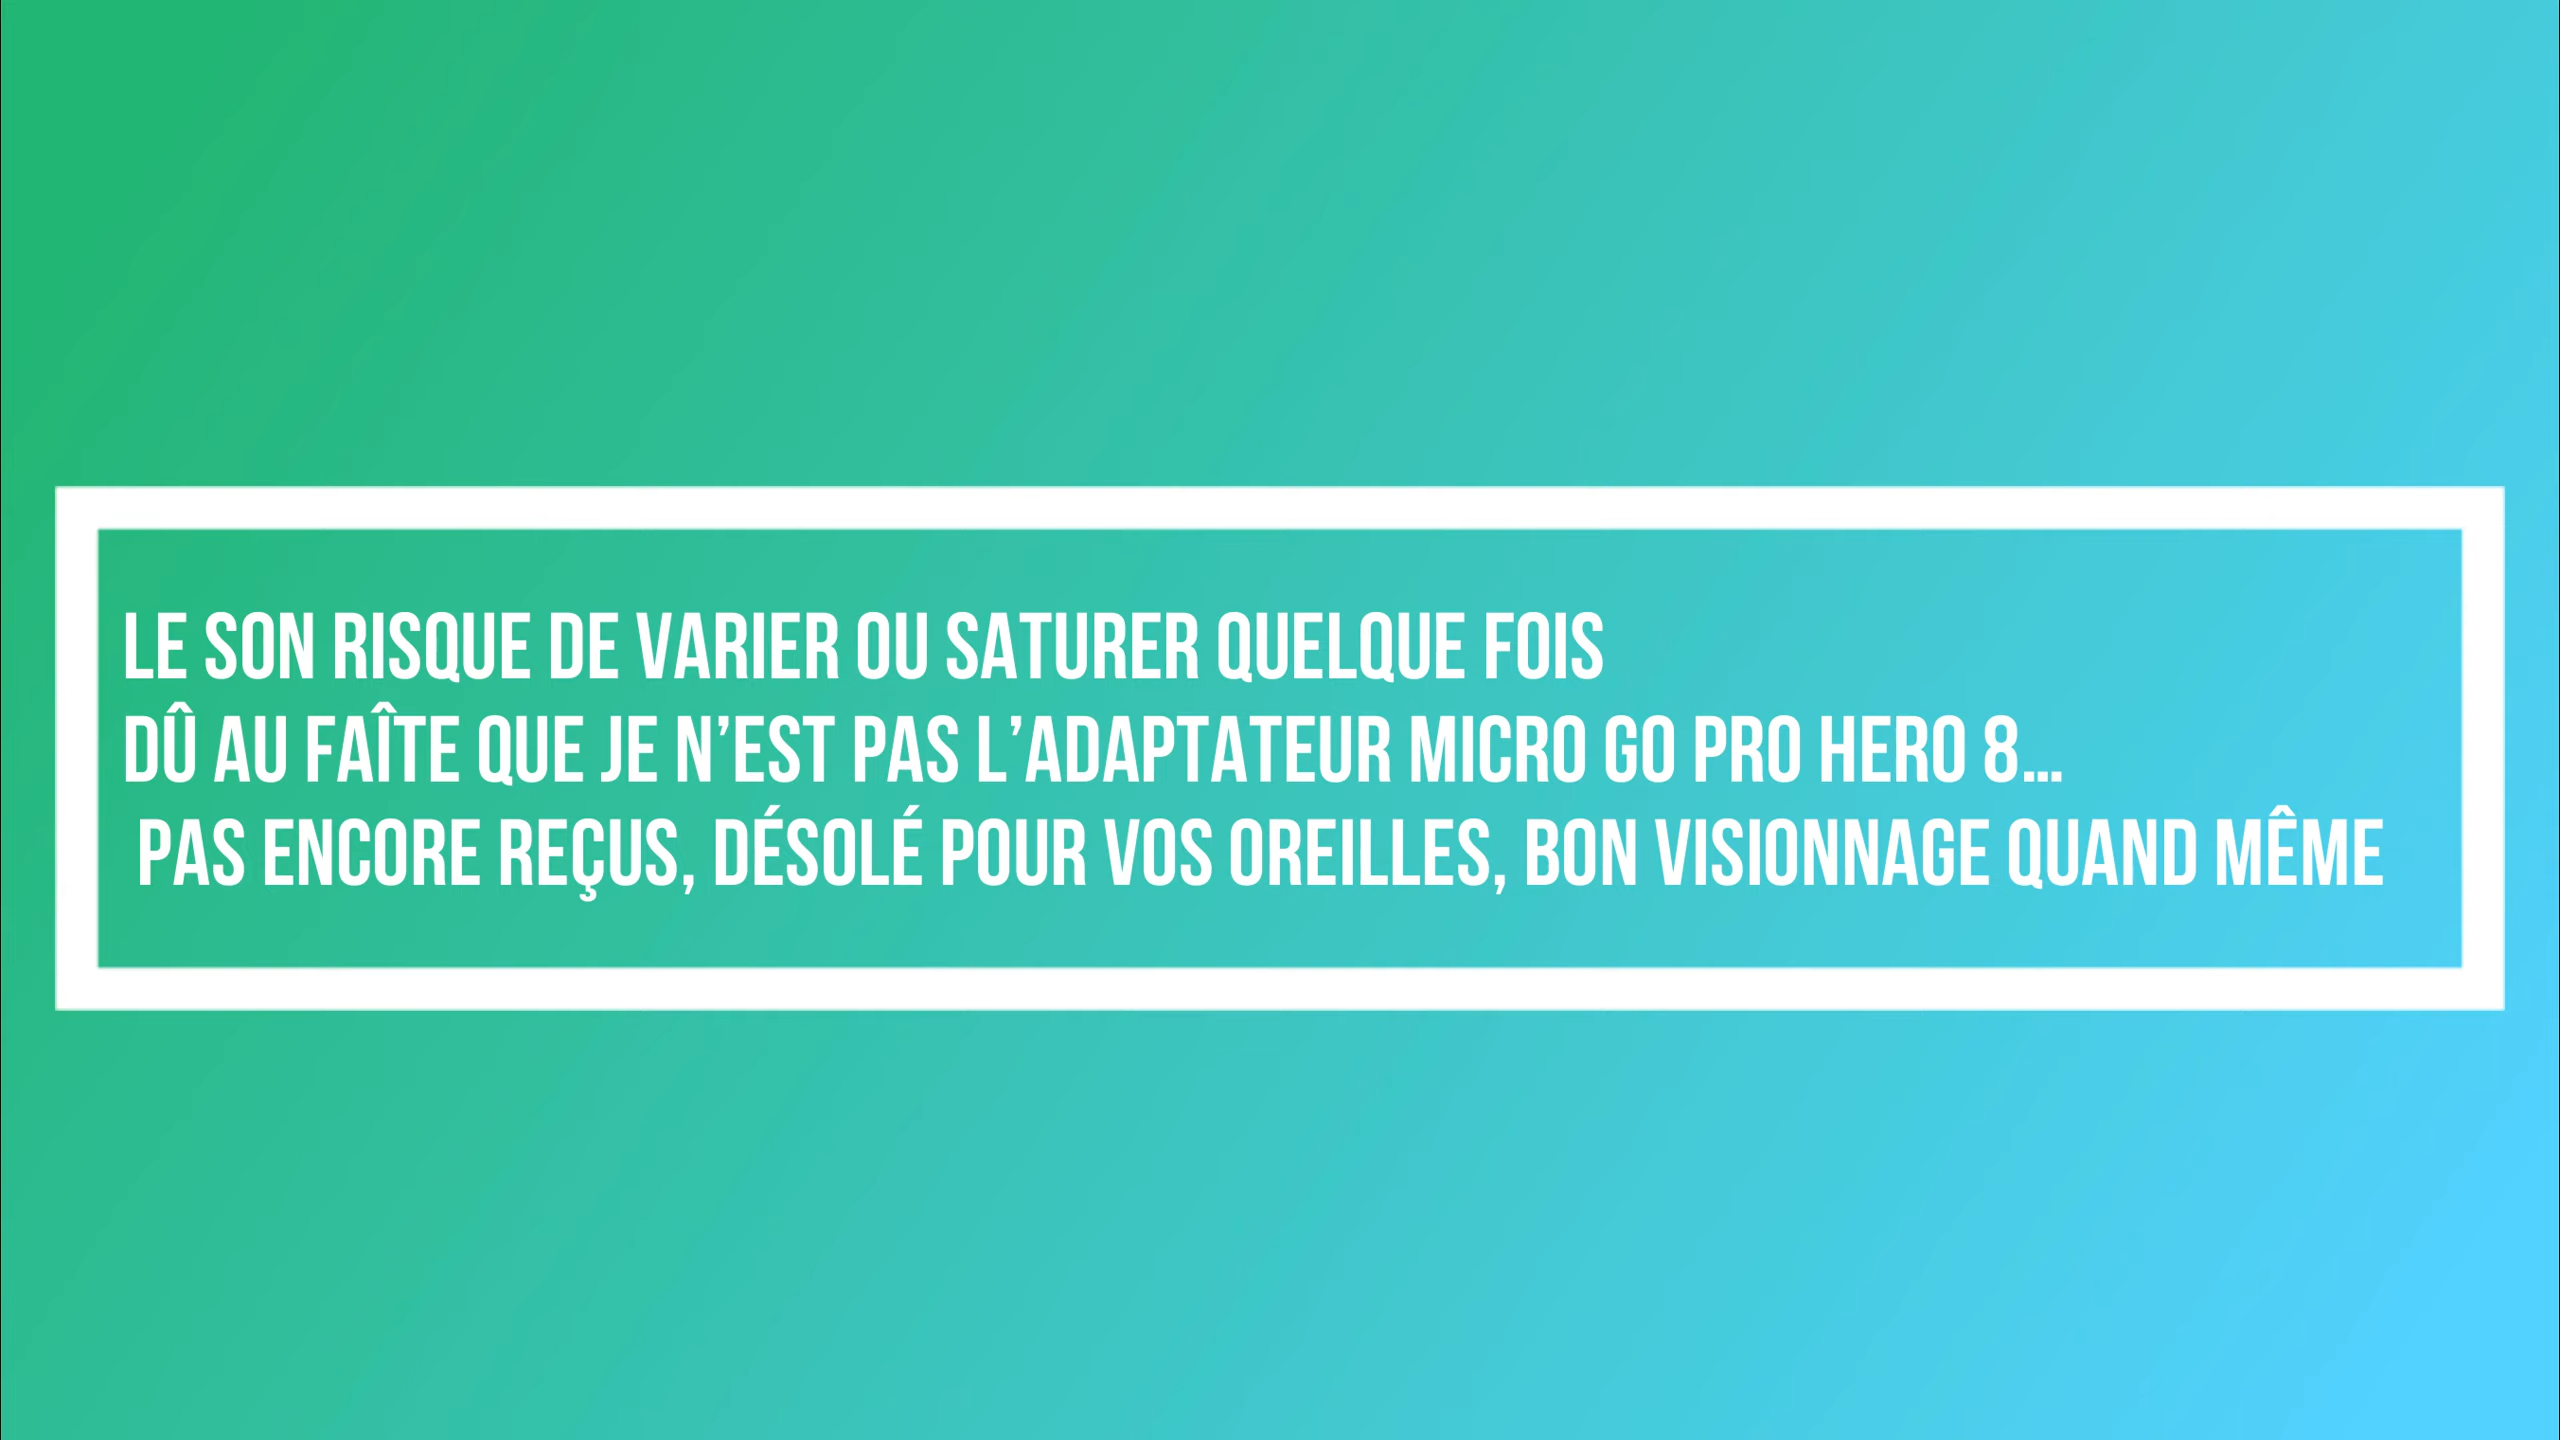 LE SON RISQUE DE VARIER OU SATURER QUELQUE FOIS
DÛ AU FAÎTE QUE JE N’EST PAS L’ADAPTATEUR MICRO GO PRO HERO 8...
PAS ENCORE REÇUS, DÉSOLÉ POUR VOS OREILLES, BON VISIONNAGE QUAND MÊME